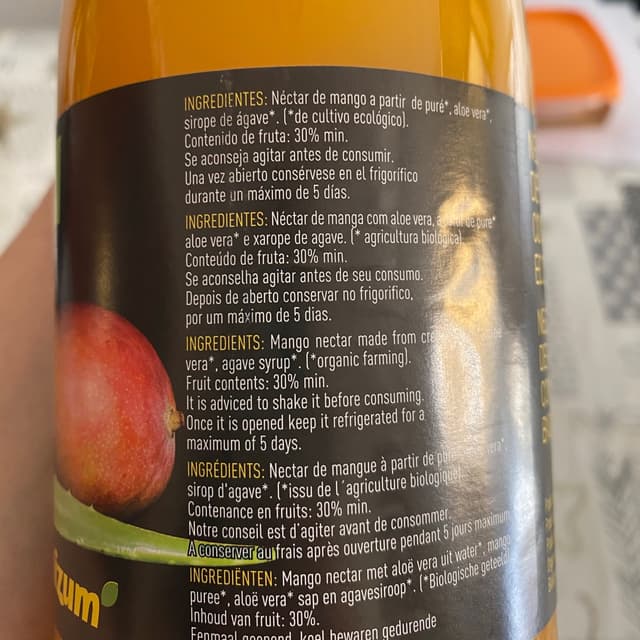 INGREDIENTES: Néctar de mango a partir de puré*, aloe vera*,
sirope de ágave*. (*de cultivo ecológico).
Contenido de fruta: 30% min.
Se aconseja agitar antes de consumir.
Una vez abierto consérvese en el frigorífico
durante un máximo de 5 días.
INGREDIENTES: Néctar de manga com aloe vera, de pure*
aloe vera* e xarope de agave. (* agricultura biológica).
Conteúdo de fruta: 30% min.
Se aconselha agitar antes de seu consumo.
Depois de aberto conservar no frigorífico,
por um máximo de 5 dias.
INGREDIENTS: Mango nectar made from
vera*, agave syrup*. (*organic farming).
Fruit contents: 30% min.
It is adviced to shake it before consuming.
Once it is opened keep it refrigerated for a
maximum of 5 days.
INGRÉDIENTS: Nectar de mangue à partir de vera*,
sirop d'agave*. (*issu de l´agriculture biologique).
Contenance en fruits: 30% min.
Notre conseil est d'agiter avant de consommer.
A conserver au frais après ouverture pendant 5 jours maximum
INGREDIËNTEN: Mango nectar met aloë vera uit water*, mango
puree*, aloë vera* sap en agavesiroop*. (*Biologische
Inhoud van fruit: 30%.
Eenmaal geopend, koel bewaren gedurende
zum